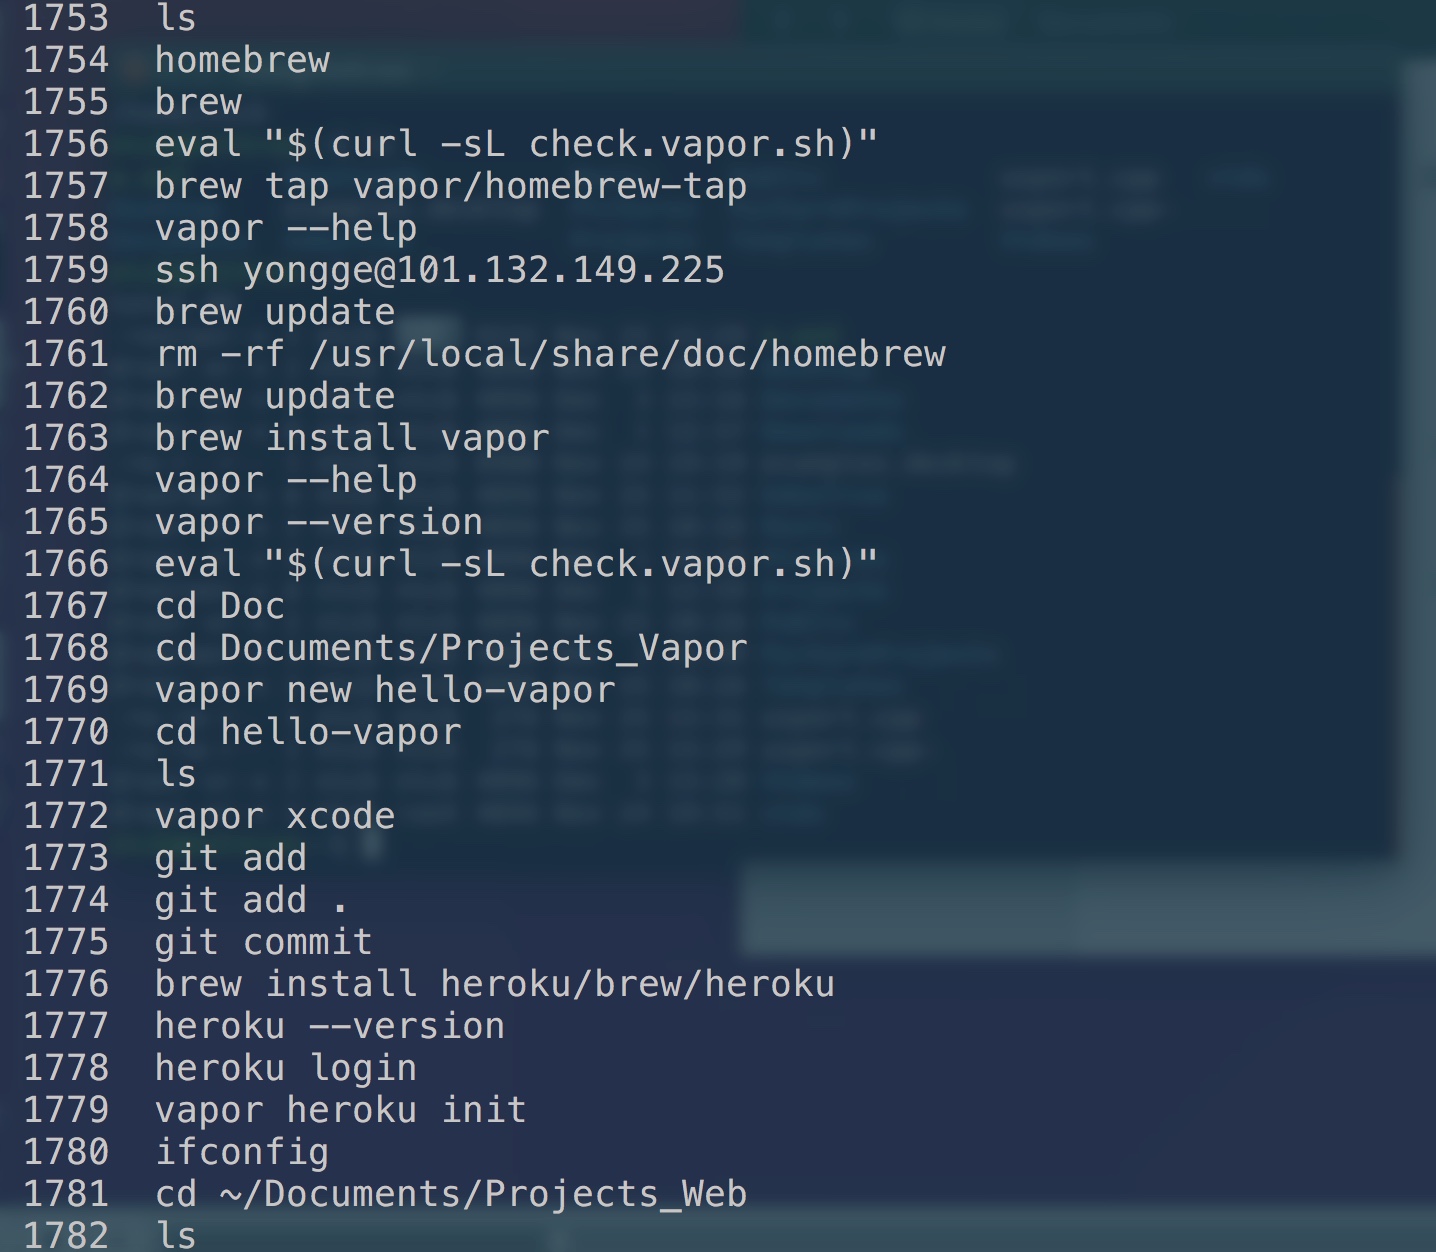 1753 ls
1754 homebrew
1755 brew
1756 eval "$(curl -sL check.vapor.sh)"
1757 brew tap vapor/homebrew-tap
1758 vapor --help
1759 ssh yongge@101.132.149.225
1760 brew update
1761 rm -rf /usr/local/share/doc/homebrew
1762 brew update
1763 brew install vapor
1764 vapor --help
1765 vapor --version
1766 eval "$(curl -sL check.vapor.sh)"
1767 cd Doc
1768 cd Documents/Projects_Vapor
1769 vapor new hello-vapor
1770 cd hello-vapor
1771 ls
1772 vapor xcode
1773 git add
1774 git add .
1775 git commit
1776 brew install heroku/brew/heroku
1777 heroku --version
1778 heroku login
1779 vapor heroku init
1780 ifconfig
1781 cd ~/Documents/Projects_Web
1782 ls